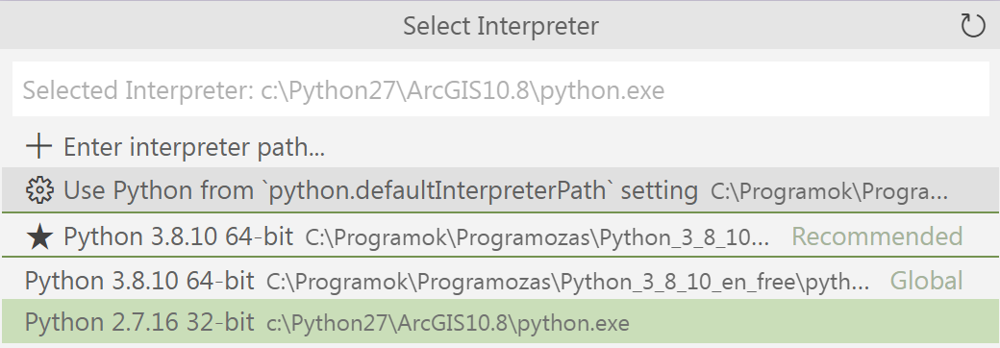 Select Interpreter
Selected Interpreter: c:\Python27\ArcGIS10.8\python.exe
Enter interpreter path...
Use Python from `python.defaultInterpreterPath` setting C:\Programok\Progra...
Python 3.8.10 64-bit C:\Programok\Programozas\Python_3_8_10... Recommended
Python 3.8.10 64-bit C:\Programok\Programozas\Python_3_8_10_en_free\pyth... Global
Python 2.7.16 32-bit c:\Python27\ArcGIS10.8\python.exe